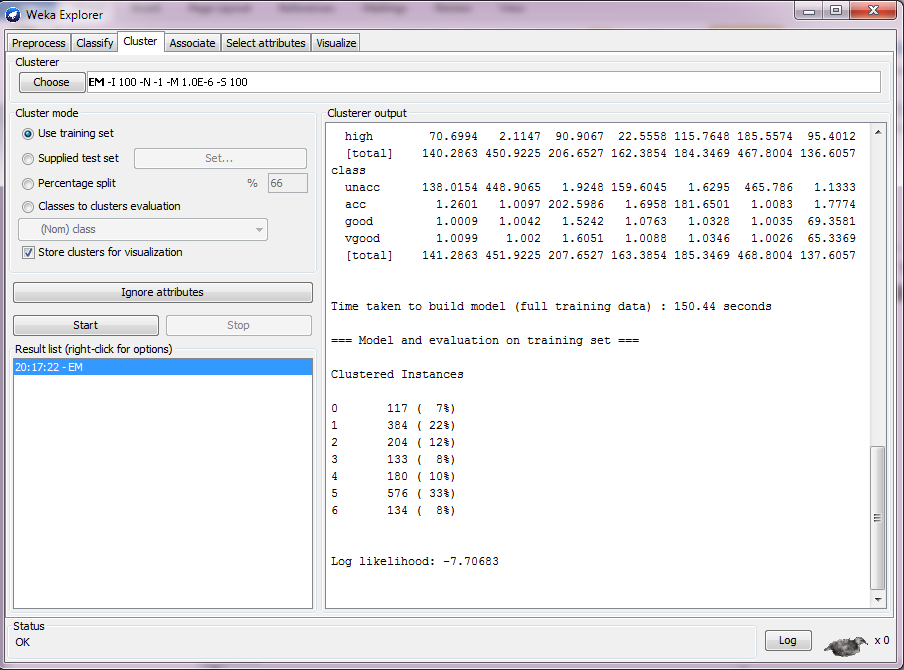 Weka Explorer
Preprocess Classify Cluster Associate Select attributes Visualize
Clusterer
Choose EM -I 100 -N -1 -M 1.0E-6 -S 100
Cluster mode
Use training set
Supplied test set Set...
Percentage split % 66
Classes to clusters evaluation
(Nom) class
Store clusters for visualization
Ignore attributes
Start Stop
Result list (right-click for options)
20:17:22 - EM
Clusterer output
high 70.6994 2.1147 90.9067 22.5558 115.7648 185.5574 95.4012
[total] 140.2863 450.9225 206.6527 162.3854 184.3469 467.8004 136.6057
class
unacc 138.0154 448.9065 1.9248 159.6045 1.6295 465.786 1.1333
acc 1.2601 1.0097 202.5986 1.6958 181.6501 1.0083 1.7774
good 1.0009 1.0042 1.5242 1.0763 1.0328 1.0035 69.3581
vgood 1.0099 1.002 1.6051 1.0088 1.0346 1.0026 65.3369
[total] 141.2863 451.9225 207.6527 163.3854 185.3469 468.8004 137.6057
Time taken to build model (full training data) : 150.44 seconds
=== Model and evaluation on training set ===
Clustered Instances
0 117 ( 7%)
1 384 ( 22%)
2 204 ( 12%)
3 133 ( 8%)
4 180 ( 10%)
5 576 ( 33%)
6 134 ( 8%)
Log likelihood: -7.70683
Status
OK
Log x 0